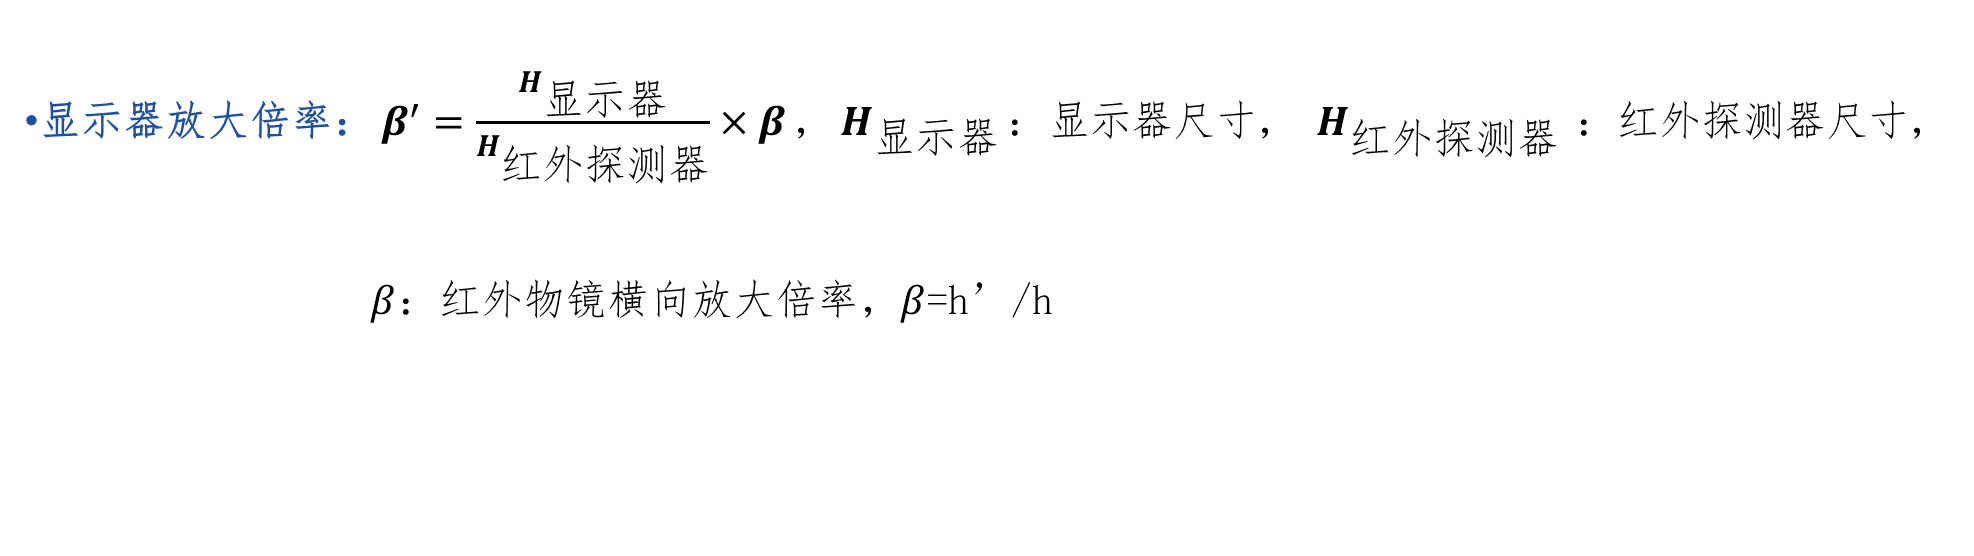 •显示器放大倍率：β′ = H显示器/H红外探测器 × β，H显示器：显示器尺寸， H红外探测器：红外探测器尺寸，
β：红外物镜横向放大倍率，β=h’/h